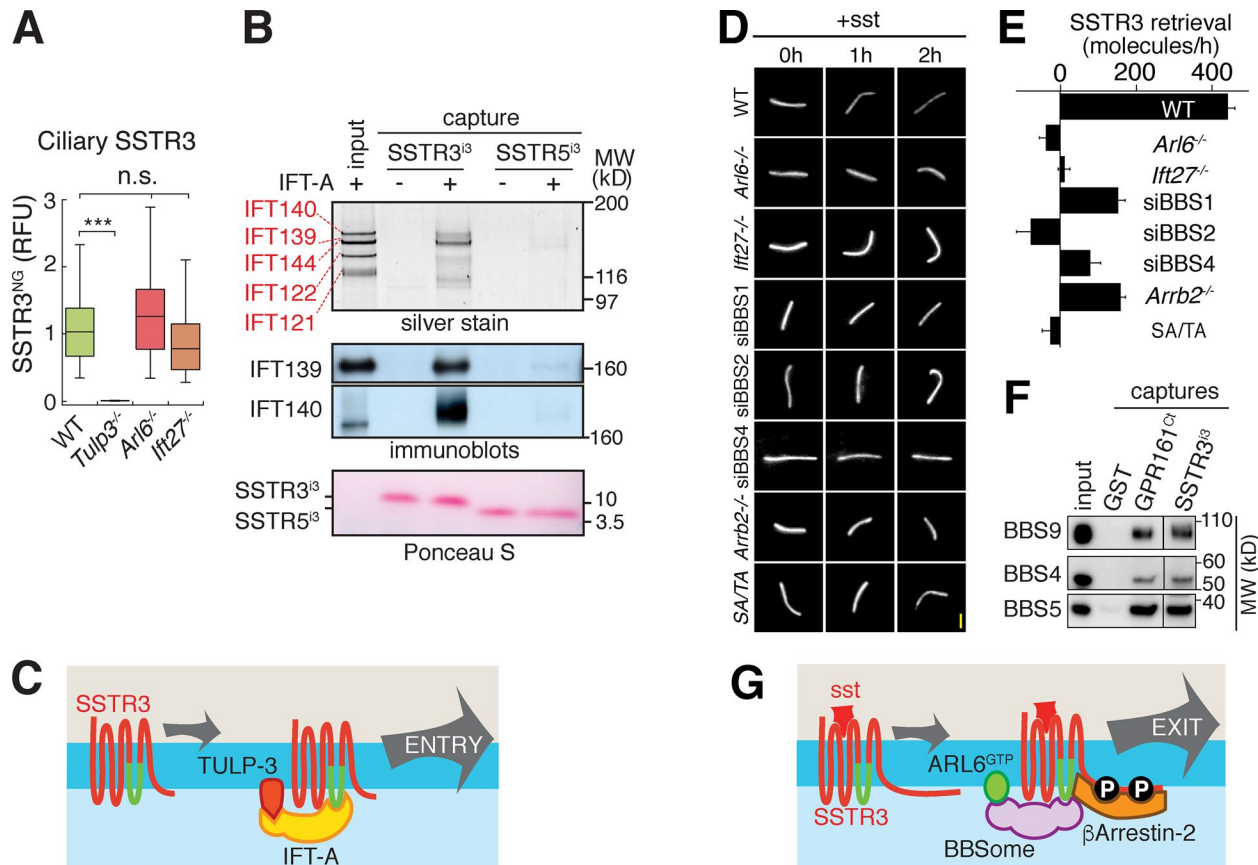 A
Ciliary SSTR3
n.s.
***
SSTR3ᴺᴳ (RFU)
3
2
1
0
WT
Tulp3⁻/⁻
Arl6⁻/⁻
Ift27⁻/⁻
B
capture
input
SSTR3ⁱ³
SSTR5ⁱ³
MW
(kD)
IFT-A
+ - + - +
IFT140
IFT139
IFT144
IFT122
IFT121
200
116
97
silver stain
IFT139
160
IFT140
160
immunoblots
SSTR3ⁱ³
SSTR5ⁱ³
10
3.5
Ponceau S
C
SSTR3
TULP-3
ENTRY
IFT-A
D
+sst
0h 1h 2h
WT
Arl6-/-
Ift27-/-
siBBS1
siBBS2
siBBS4
Arrb2-/-
SA/TA
E
SSTR3 retrieval
(molecules/h)
0 200 400
WT
Arl6⁻/⁻
Ift27⁻/⁻
siBBS1
siBBS2
siBBS4
Arrb2⁻/⁻
SA/TA
F
captures
input
GST
GPR161ᶜᵗ
SSTR3ⁱ³
BBS9
BBS4
BBS5
110
60
50
40
MW (kD)
G
sst
SSTR3
ARL6ᴳᵀᴾ
BBSome
EXIT
P P
βArrestin-2